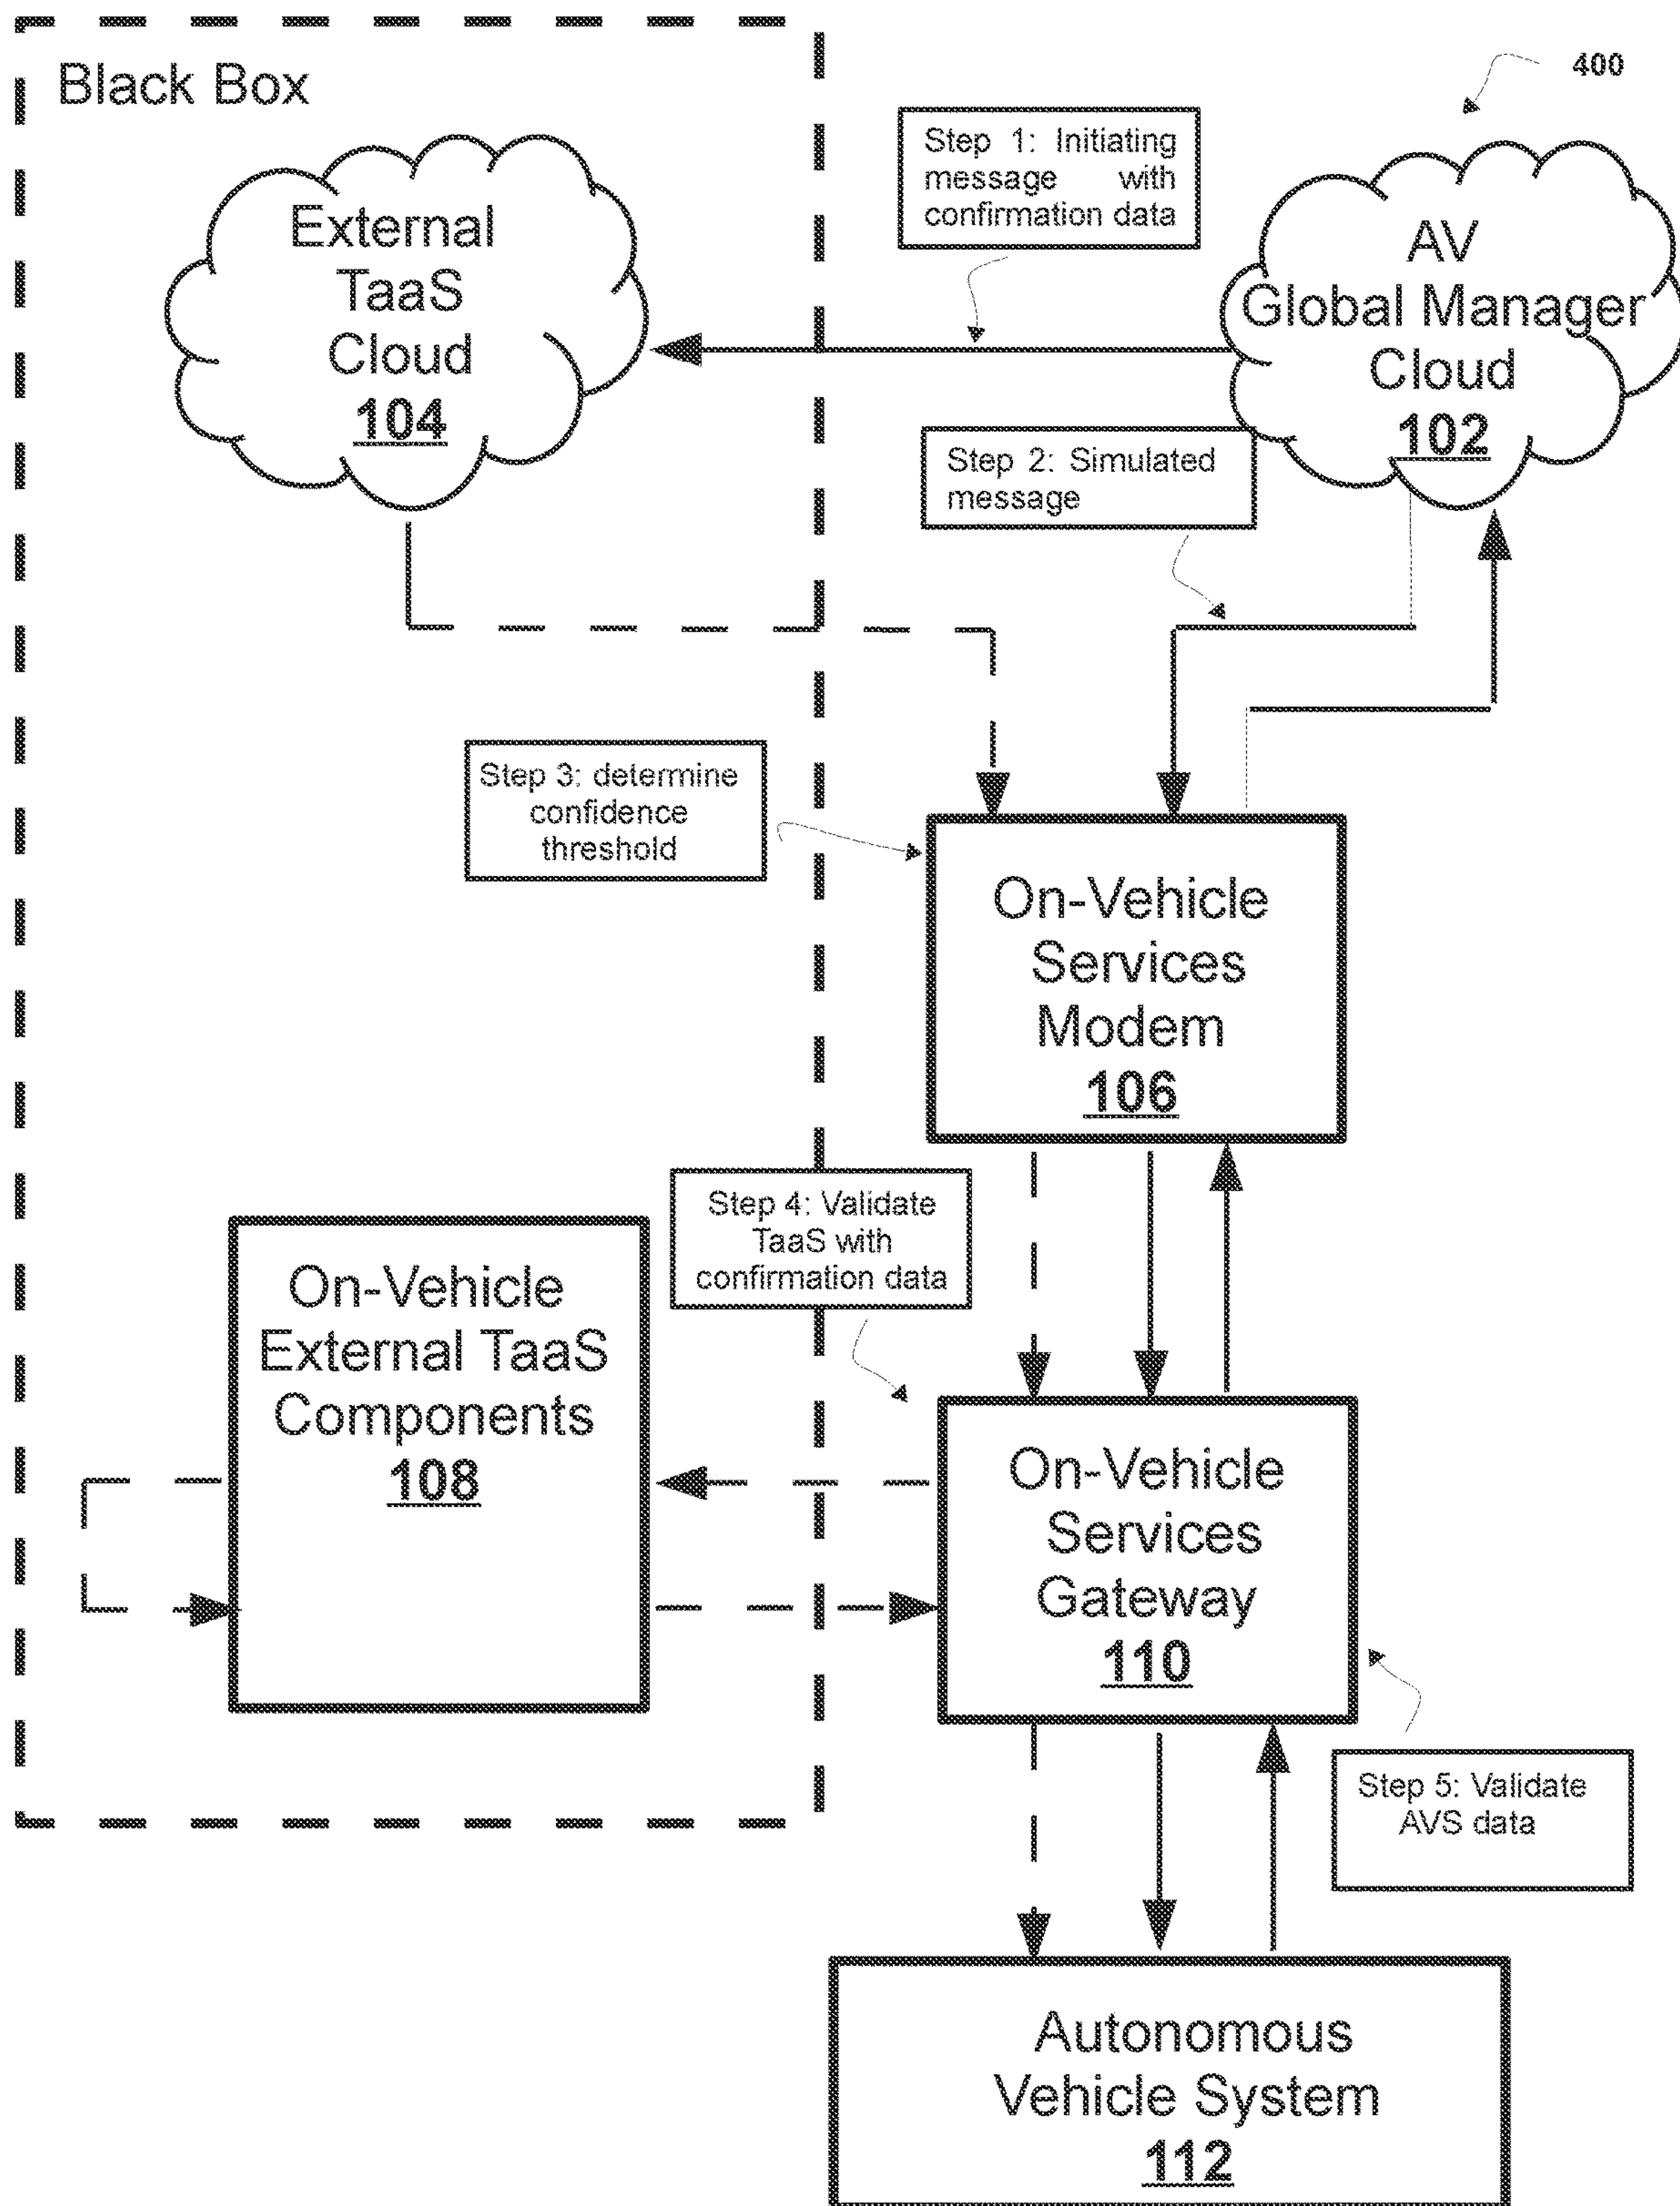 Black Box
400
Step 1: Initiating
message with
confirmation data
External
TaaS
Cloud
104
AV
Global Manager
Cloud
102
Step 2: Simulated
message
Step 3: determine
confidence
threshold
On-Vehicle
Services
Modem
106
Step 4: Validate
TaaS with
confirmation data
On-Vehicle
External TaaS
Components
108
On-Vehicle
Services
Gateway
110
Step 5: Validate
AVS data
Autonomous
Vehicle System
112